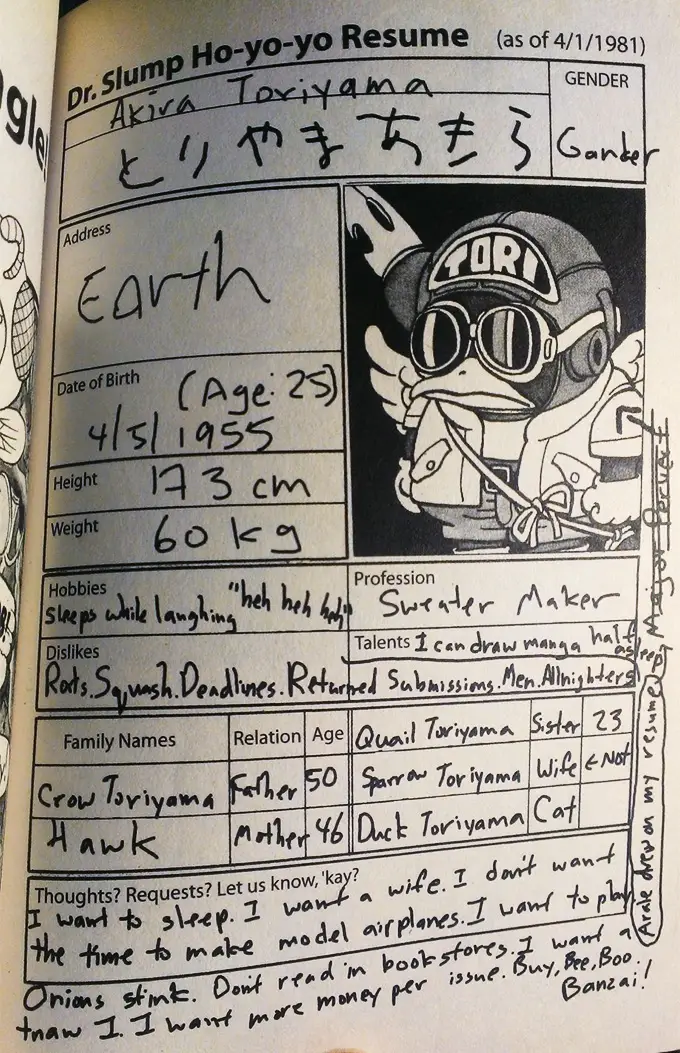 Dr. Slump Ho-yo-yo Resume (as of 4/1/1981)
Akira Toriyama
とりやまあきら
GENDER
Gander
Address
Earth
TORI
Date of Birth (Age: 25)
4/5/1955
Height 173 cm
Weight 60 kg
Hobbies
Sleeps while laughing "heh heh heh"
Profession
Sweater Maker
Talents I can draw manga half asleep
Dislikes
Rods. Squash. Deadlines. Returned Submissions. Men. Allnighters
Major Pervert
Arale drew on my resume
Family Names Relation Age
Crow Toriyama Father 50
Hawk Mother 46
Quail Toriyama Sister 23
Sparrow Toriyama Wife ← Not
Duck Toriyama Cat
Thoughts? Requests? Let us know, 'kay?
I want to sleep. I want a wife. I don't want
the time to make model airplanes. I want to play
Onions stink. Don't read in bookstores. I want a
tnaw I. I want more money per issue. Buy, Bee, Boo.
Banzai!